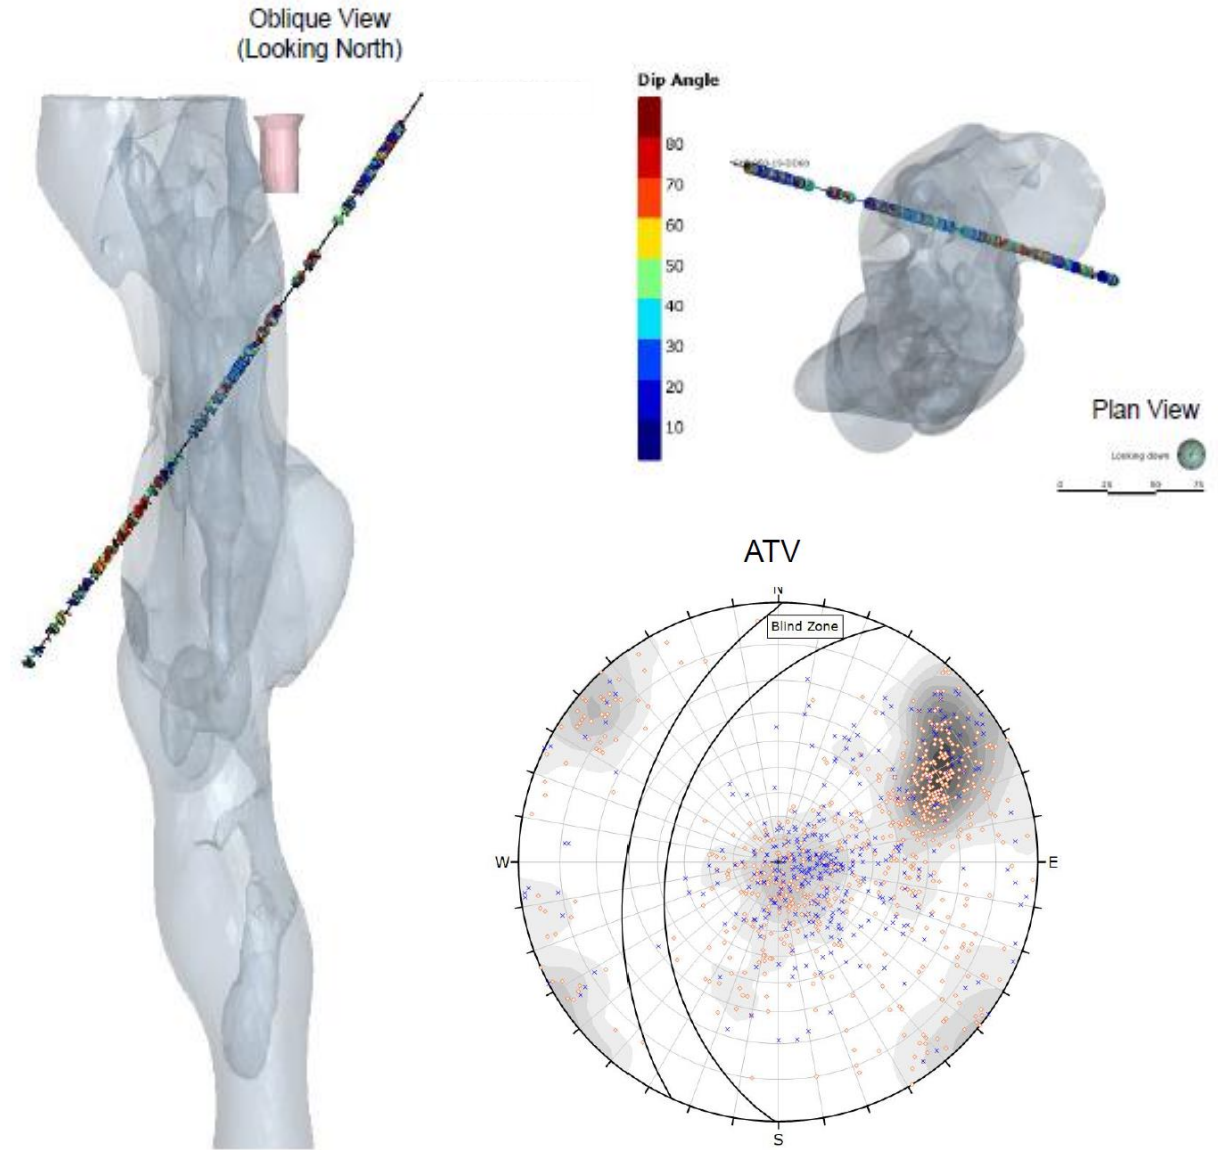 Oblique View
(Looking North)
Dip Angle
80
70
60
50
40
30
20
10
Plan View
Looking down
0 25 50 75
ATV
N
Blind Zone
W
E
S